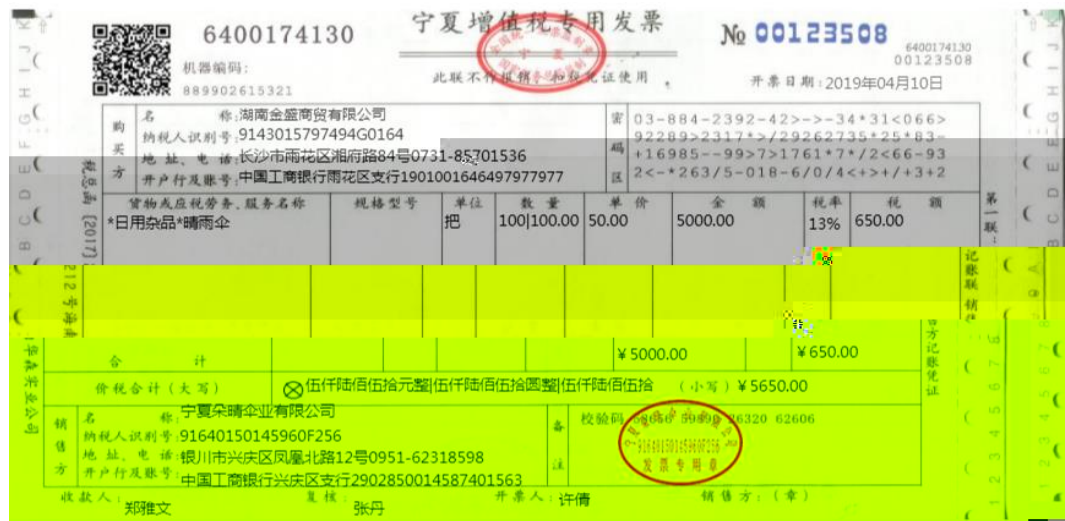 6400174130
宁夏增值税专用发票
№ 00123508
6400174130
00123508
机器编码:
889902615321
此联不作报销、扣税凭证使用
开票日期:2019年04月10日
购买方
名 称:湖南金盛商贸有限公司
纳税人识别号:9143015797494G0164
地 址、电 话:长沙市雨花区湘府路84号0731-85701536
开户行及账号:中国工商银行雨花区支行1901001646497977977
密码区
03-884-2392-42>->-34*31<066>
92289>2317*>/29262735*25*83-
+16985--99>7>1761*7*/2<66-93
2<-*263/5-018-6/0/4<+>+/+3+2
货物或应税劳务、服务名称 规格型号 单位 数 量 单 价 金 额 税率 税 额
*日用杂品*晴雨伞 把 100|100.00 50.00 5000.00 13% 650.00
合 计 ¥5000.00 ¥650.00
价税合计(大写) ⊗伍仟陆佰伍拾元整|伍仟陆佰伍拾圆整|伍仟陆佰伍拾 (小写)¥5650.00
销售方
名 称:宁夏朵晴伞业有限公司
纳税人识别号:91640150145960F256
地 址、电 话:银川市兴庆区凤凰北路12号0951-62318598
开户行及账号:中国工商银行兴庆区支行2902850014587401563
备注
校验码 58656 59890 26320 62606
91640150145960F256
发票专用章
收款人:郑雅文 复核:张丹 开票人:许倩 销售方:(章)
第一联:
记账联 销售方记账凭证